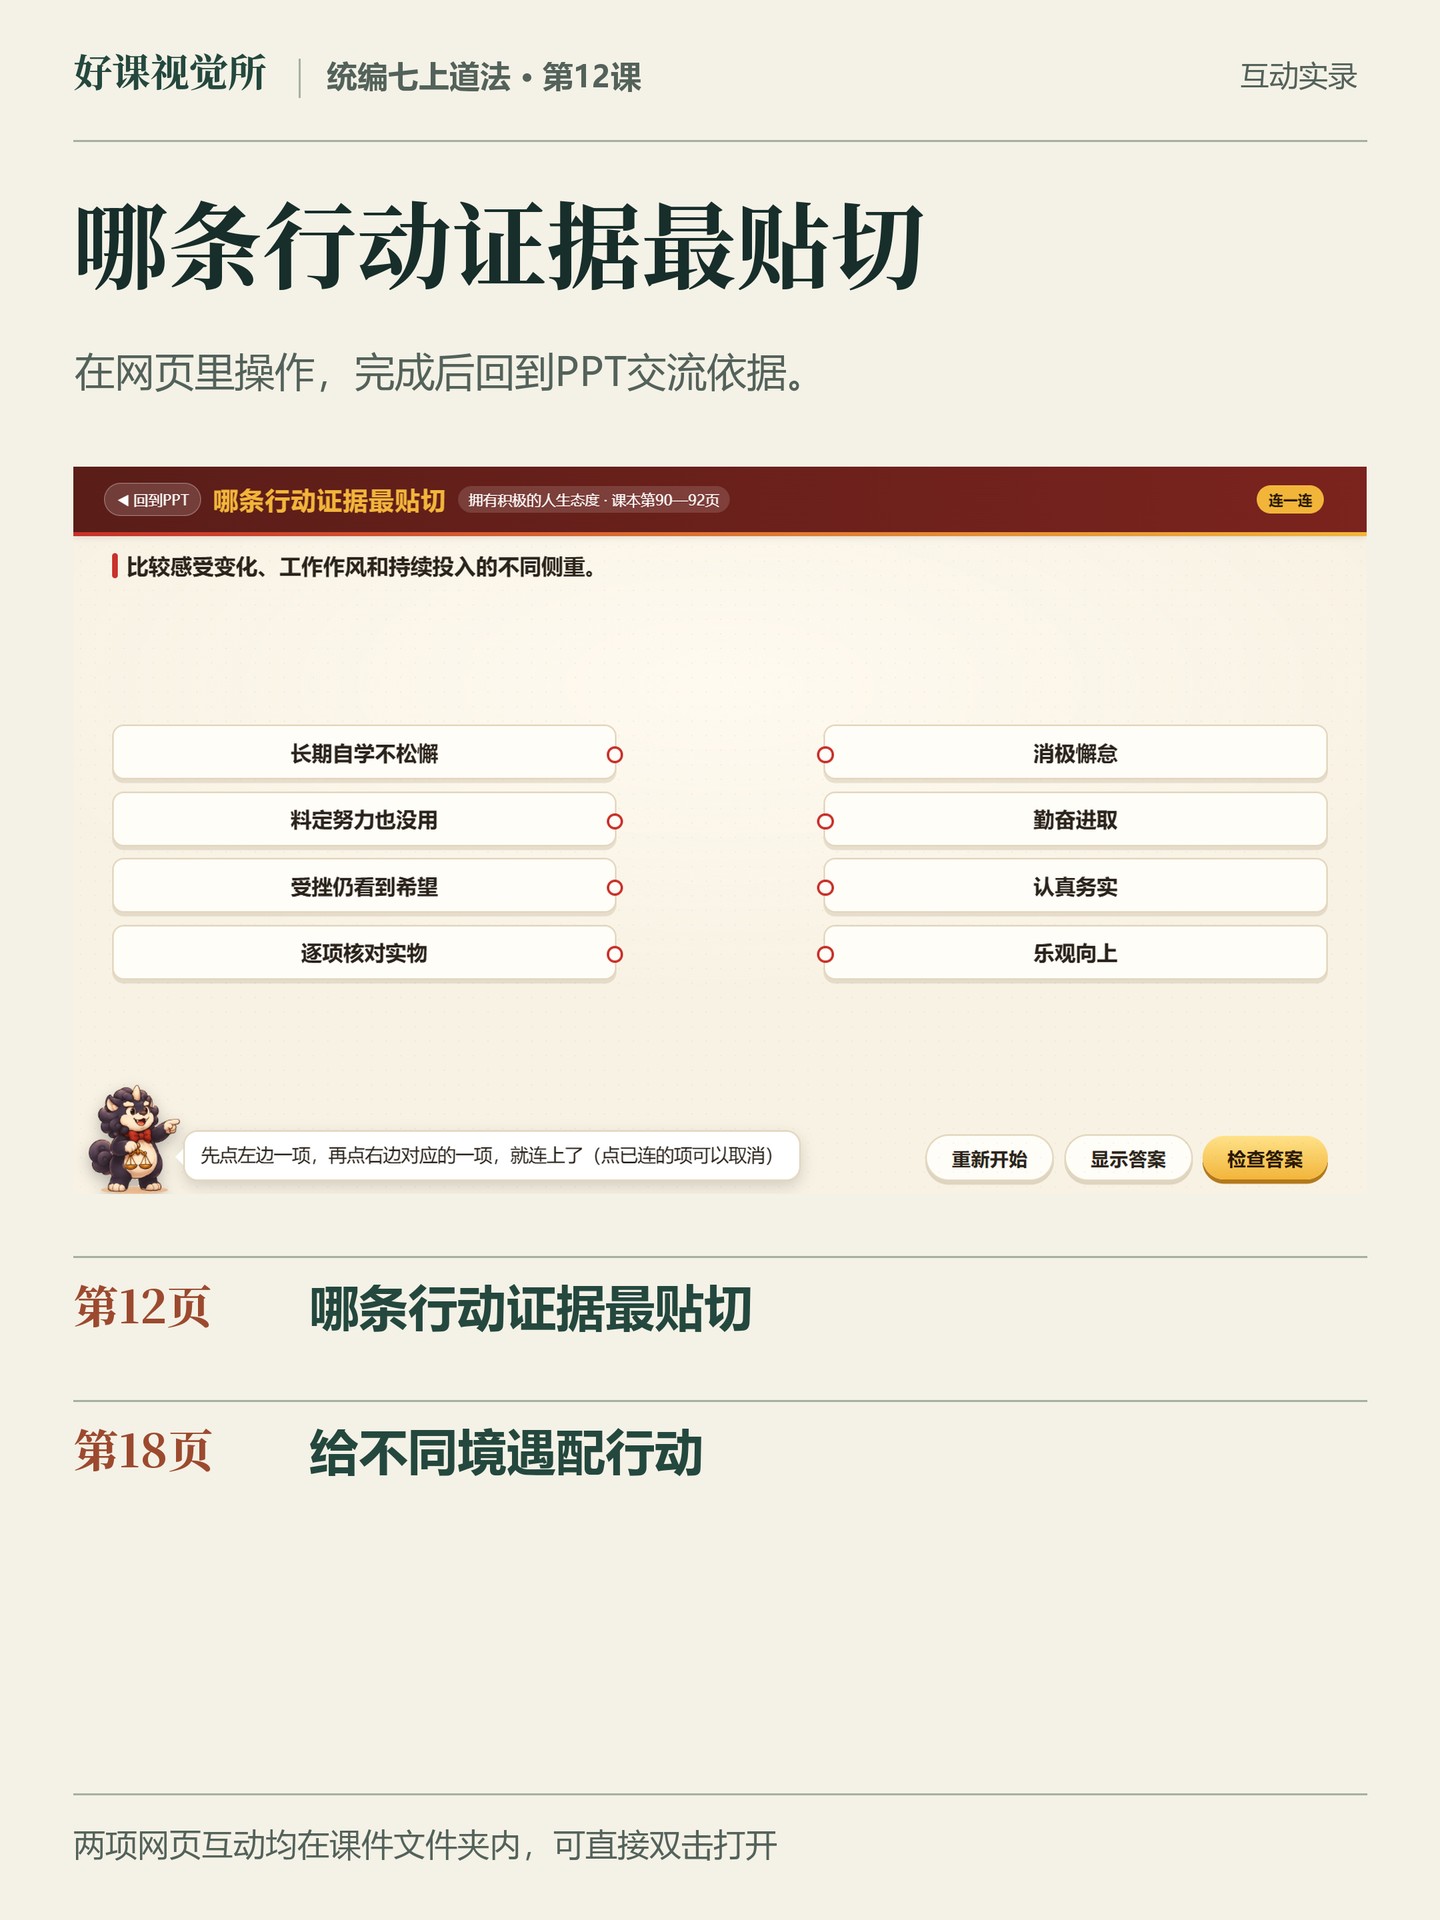 好课视觉所
统编七上道法·第12课
互动实录
哪条行动证据最贴切
在网页里操作，完成后回到PPT交流依据。
◀ 回到PPT
哪条行动证据最贴切
拥有积极的人生态度·课本第90—92页
连一连
比较感受变化、工作作风和持续投入的不同侧重。
长期自学不松懈
消极懈怠
料定努力也没用
勤奋进取
受挫仍看到希望
认真务实
逐项核对实物
乐观向上
先点左边一项，再点右边对应的一项，就连上了（点已连的项可以取消）
重新开始
显示答案
检查答案
第12页
哪条行动证据最贴切
第18页
给不同境遇配行动
两项网页互动均在课件文件夹内，可直接双击打开